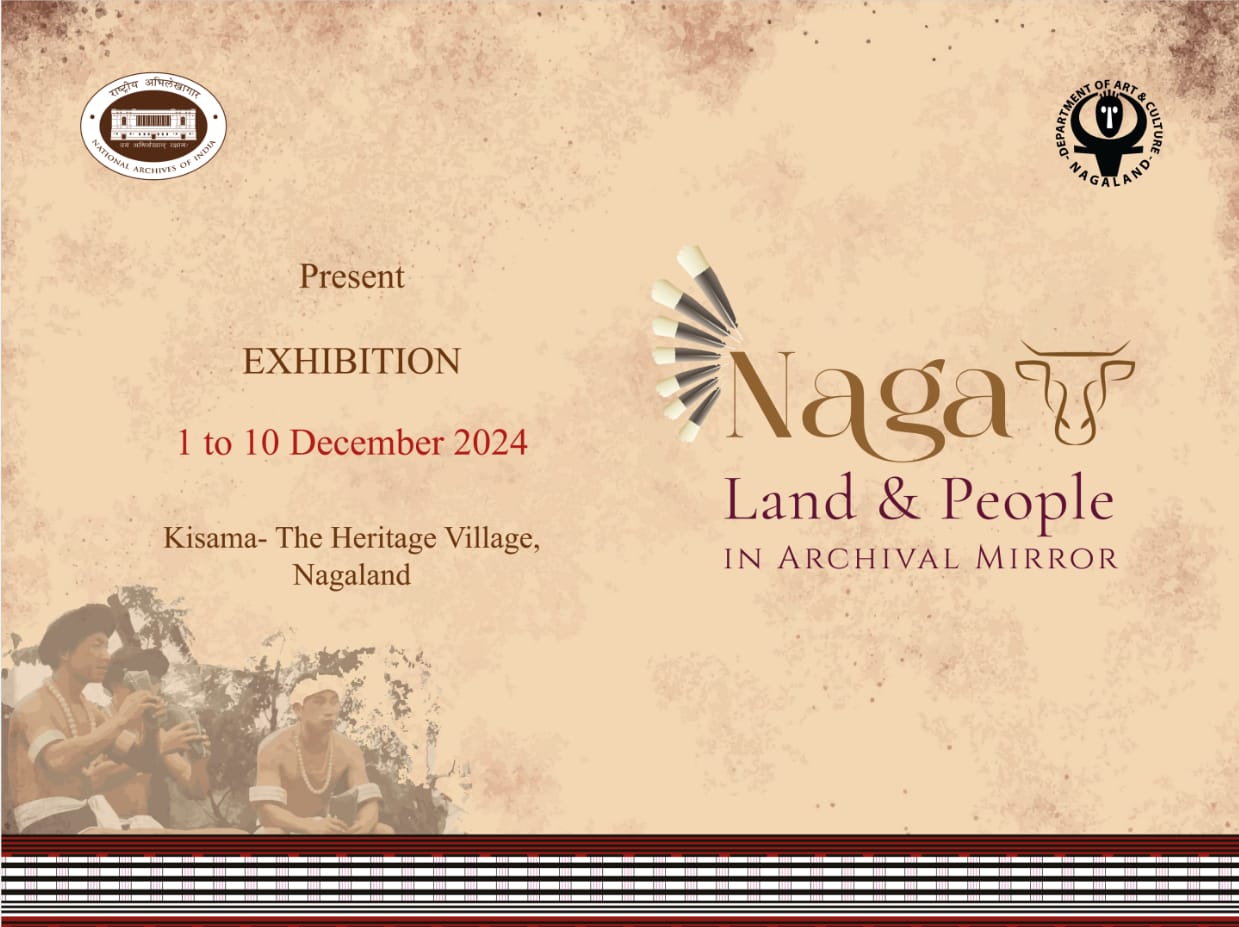 राष्ट्रीय अभिलेखागार
NATIONAL ARCHIVES OF INDIA
DEPARTMENT OF ART & CULTURE
- NAGALAND -
Present
EXHIBITION
1 to 10 December 2024
Kisama- The Heritage Village,
Nagaland
Naga
Land & People
IN ARCHIVAL MIRROR